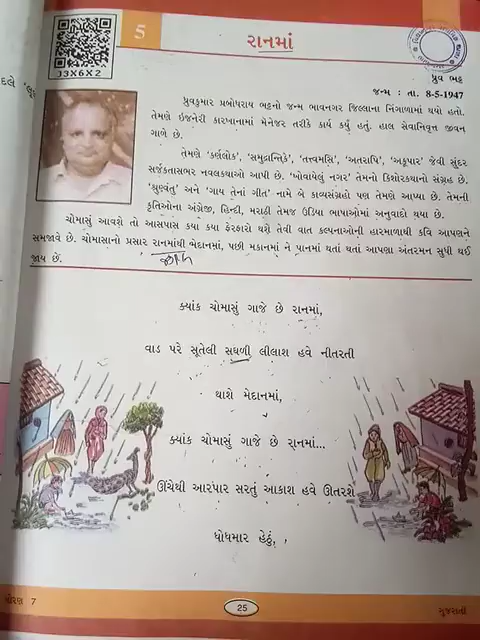 5
રાનમાં
J3X6X2
ધ્રુવ ભટ્ટ
જન્મ : તા. 8-5-1947
ધ્રુવકુમાર પ્રબોધરાય ભટ્ટનો જન્મ ભાવનગર જિલ્લાના નિંગાળામાં થયો હતો.
તેમણે ઇજનેરી કારખાનામાં મેનેજર તરીકે કાર્ય કર્યું હતું. હાલ સેવાનિવૃત્ત જીવન
ગાળે છે.
તેમણે ‘કર્ણલોક’, ‘સમુદ્રાન્તિકે’, ‘તત્ત્વમસિ’, ‘અતરાપિ’, ‘અકૂપાર’ જેવી સુંદર
સર્જકતાસભર નવલકથાઓ આપી છે. ‘ખોવાયેલું નગર’ તેમનો કિશોરકથાનો સંગ્રહ છે.
‘શ્રુણવંતુ’ અને ‘ગાય તેનાં ગીત’ નામે બે કાવ્યસંગ્રહો પણ તેમણે આપ્યા છે. તેમની
કૃતિઓના અંગ્રેજી, હિન્દી, મરાઠી તેમજ ઉડિયા ભાષાઓમાં અનુવાદો થયા છે.
ચોમાસું આવશે તો આસપાસ કયા કયા ફેરફારો થશે તેવી વાત કલ્પનાઓની હારમાળાથી કવિ આપણને
સમજાવે છે. ચોમાસાનો પ્રસાર રાનમાંથી મેદાનમાં, પછી મકાનમાં ને પાનમાં થતાં થતાં આપણા અંતરમન સુધી થઈ
જાય છે.
ક્યાંક ચોમાસું ગાજે છે રાનમાં,
વાડ પરે સૂતેલી સઘળી લીલાશ હવે નીતરતી
થાશે મેદાનમાં,
ક્યાંક ચોમાસું ગાજે છે રાનમાં...
ઊંચેથી આરપાર સરતું આકાશ હવે ઊતરશે
ધોધમાર હેઠું,
ધોરણ 7
25
ગુજરાતી